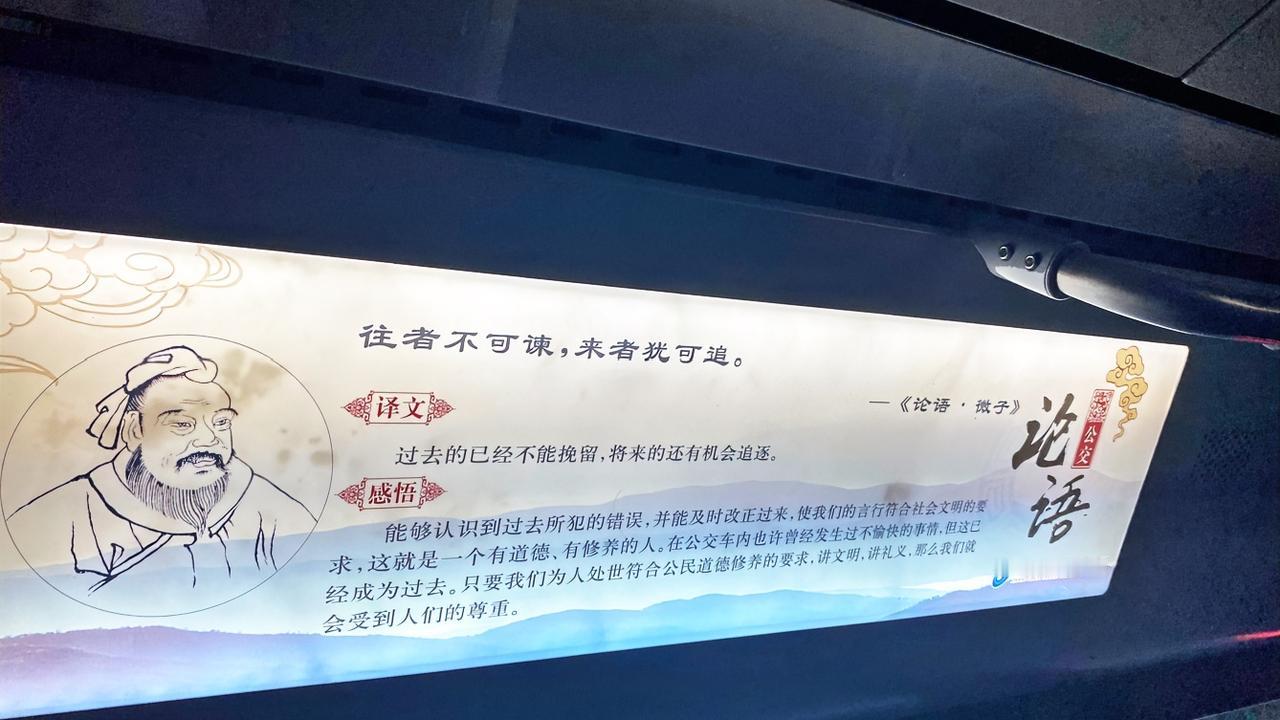 往者不可谏，来者犹可追。
—《论语·微子》
译文
过去的已经不能挽留，将来的还有机会追逐。
感悟
能够认识到过去所犯的错误，并能及时改正过来，使我们的言行符合社会文明的要
求，这就是一个有道德、有修养的人。在公交车内也许曾经发生过不愉快的事情，但这已
经成为过去。只要我们为人处世符合公民道德修养的要求，讲文明，讲礼义，那么我们就
会受到人们的尊重。
公交
论语